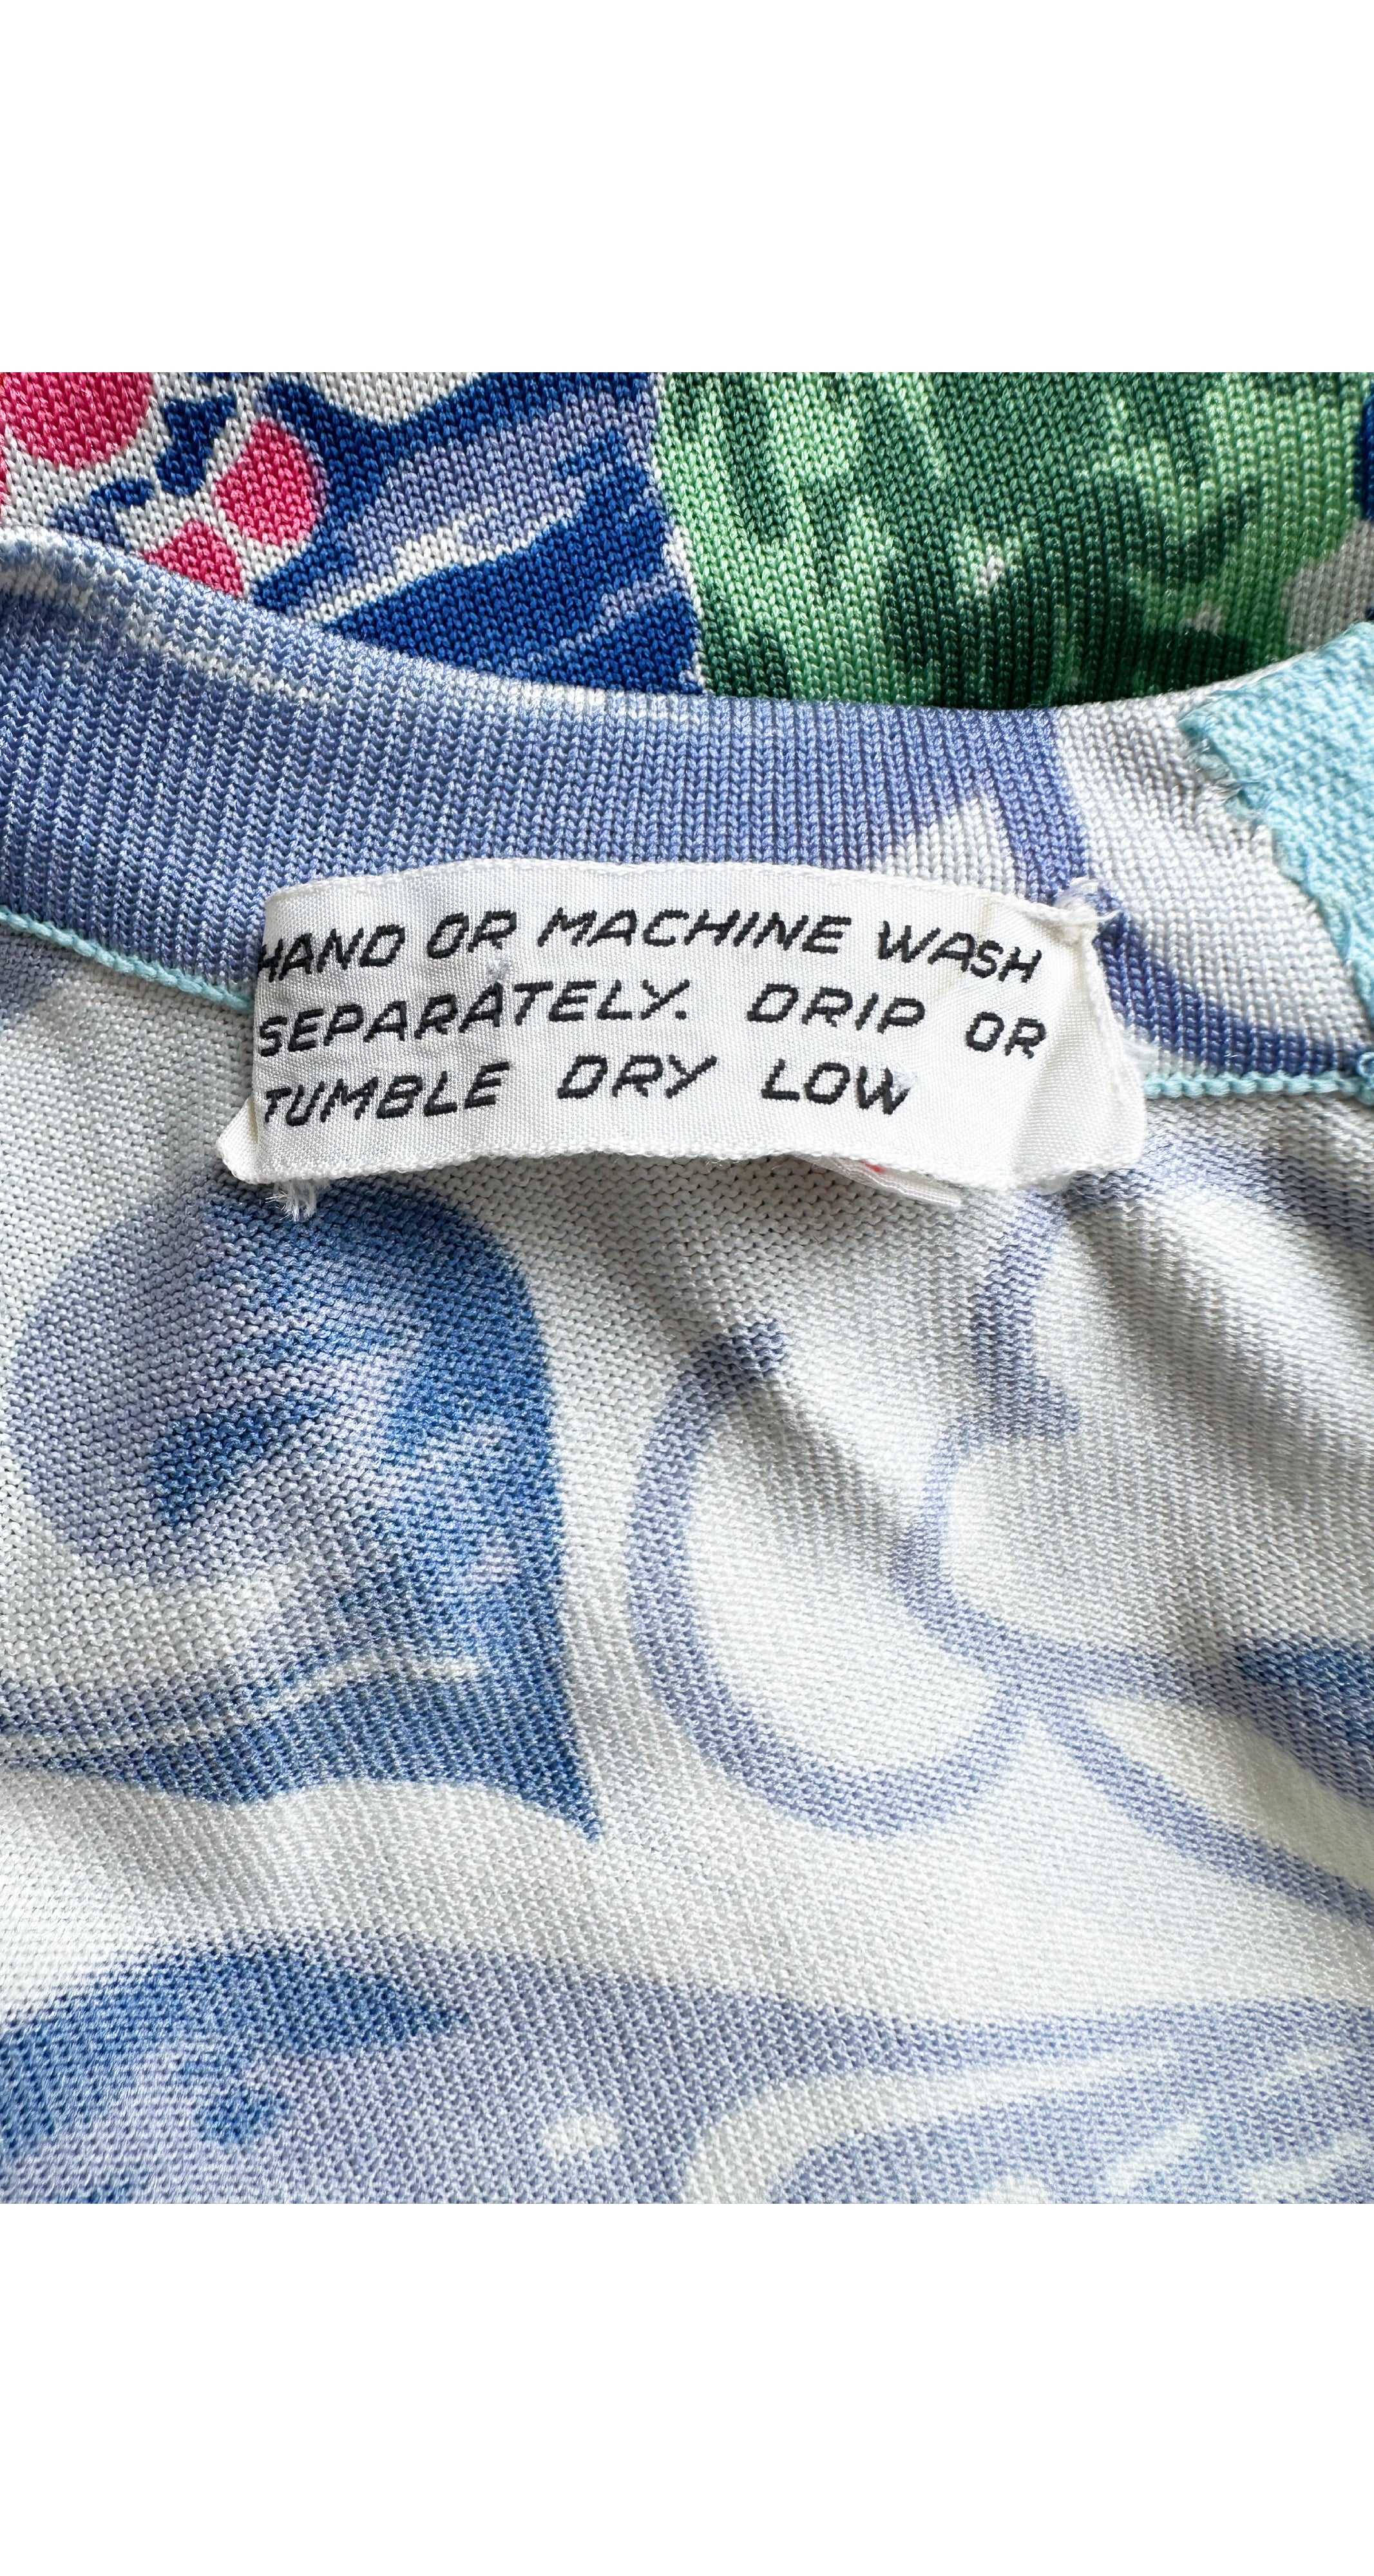 HAND OR MACHINE WASH
SEPARATELY. DRIP OR
TUMBLE DRY LOW